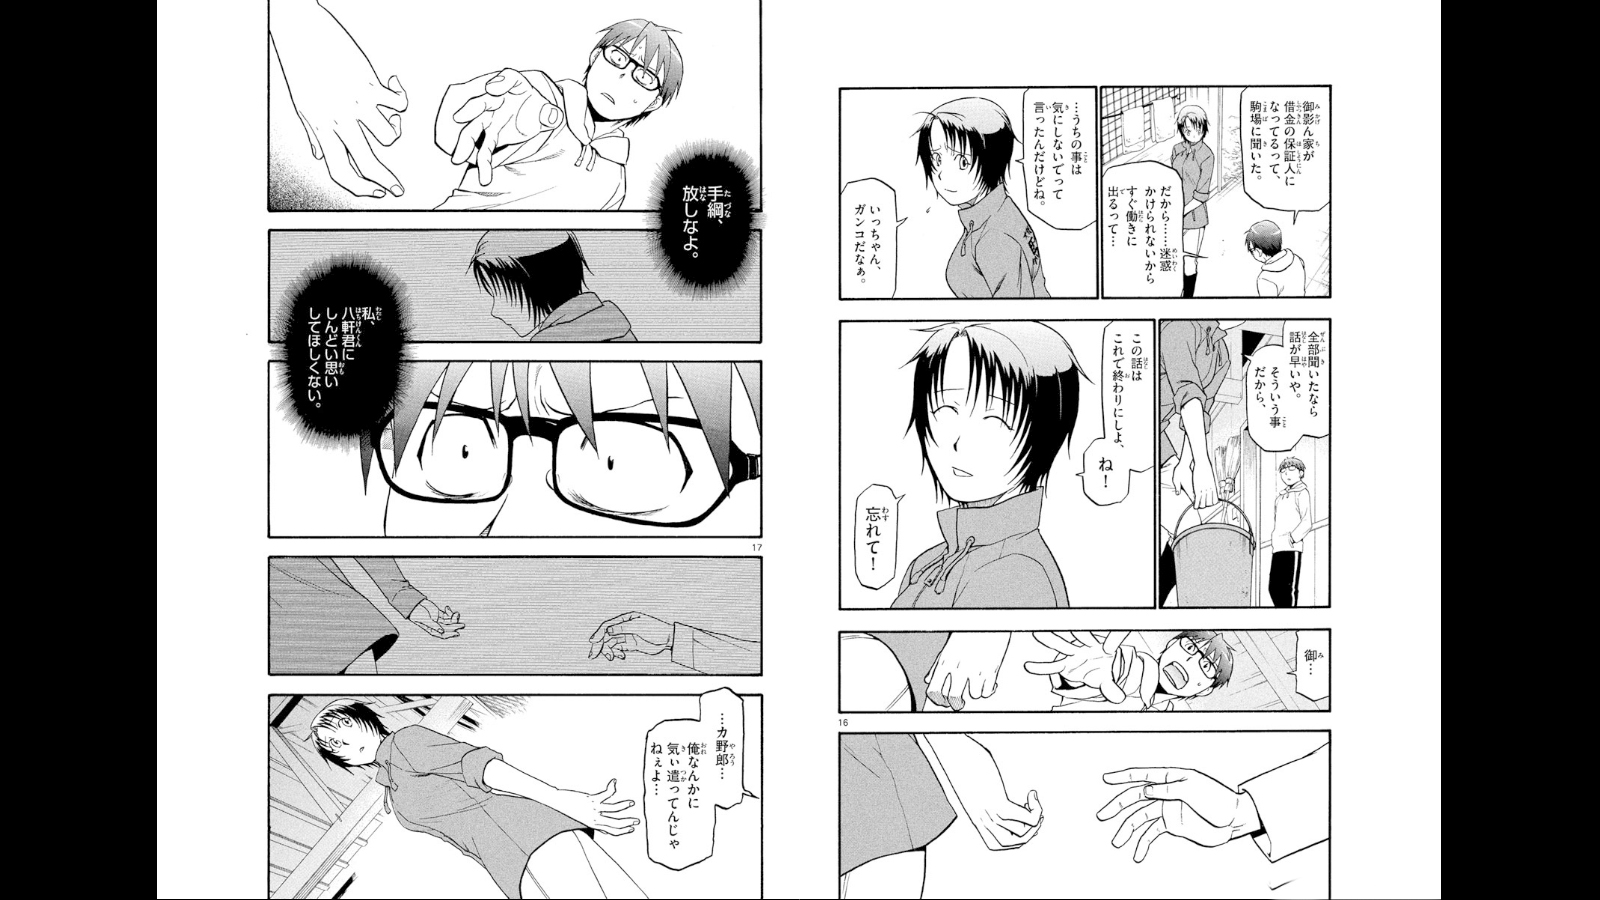 御影ん家が
借金の保証人に
なってるって、
駒場に聞いた。
だから……迷惑
かけられないから
すぐ働きに
出るって…
…うちの事は
気にしないでって
言ったんだけどね。
いっちゃん、
ガンコだなぁ。
全部聞いたなら
話が早いや。
そういう事
だから、
この話は
これで終わりにしよ、
ね！
忘れて！
御…
16
手綱、
放しなよ。
私、
八軒君に
しんどい思い
してほしくない。
17
…カ野郎…
俺なんかに
気ぃ遣ってんじゃ
ねぇよ…